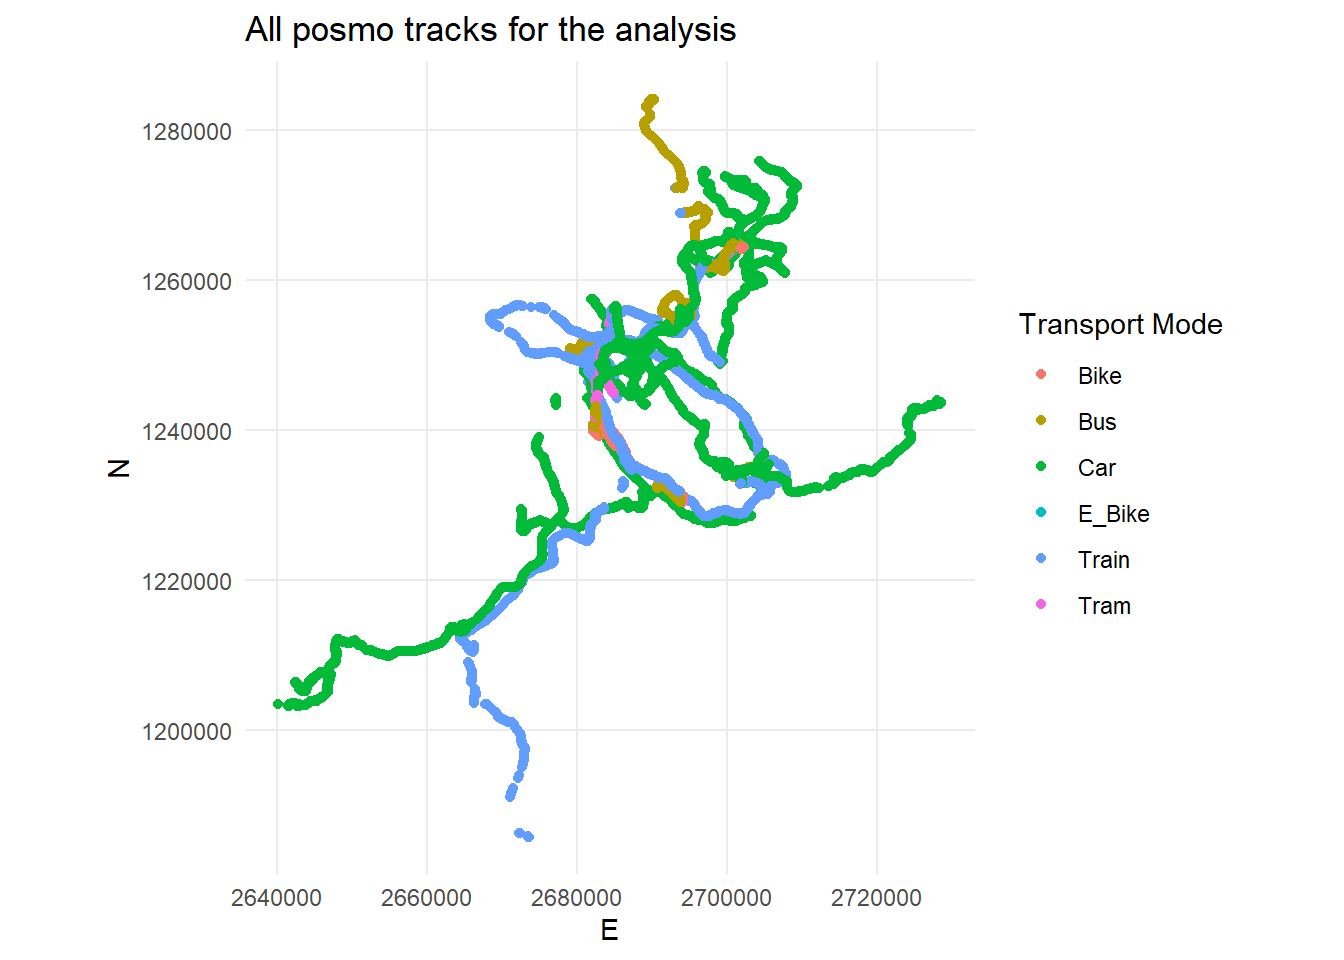 All posmo tracks for the analysis
1280000
1260000
1240000
1220000
1200000
N
2640000 2660000 2680000 2700000 2720000
E
Transport Mode
Bike
Bus
Car
E_Bike
Train
Tram